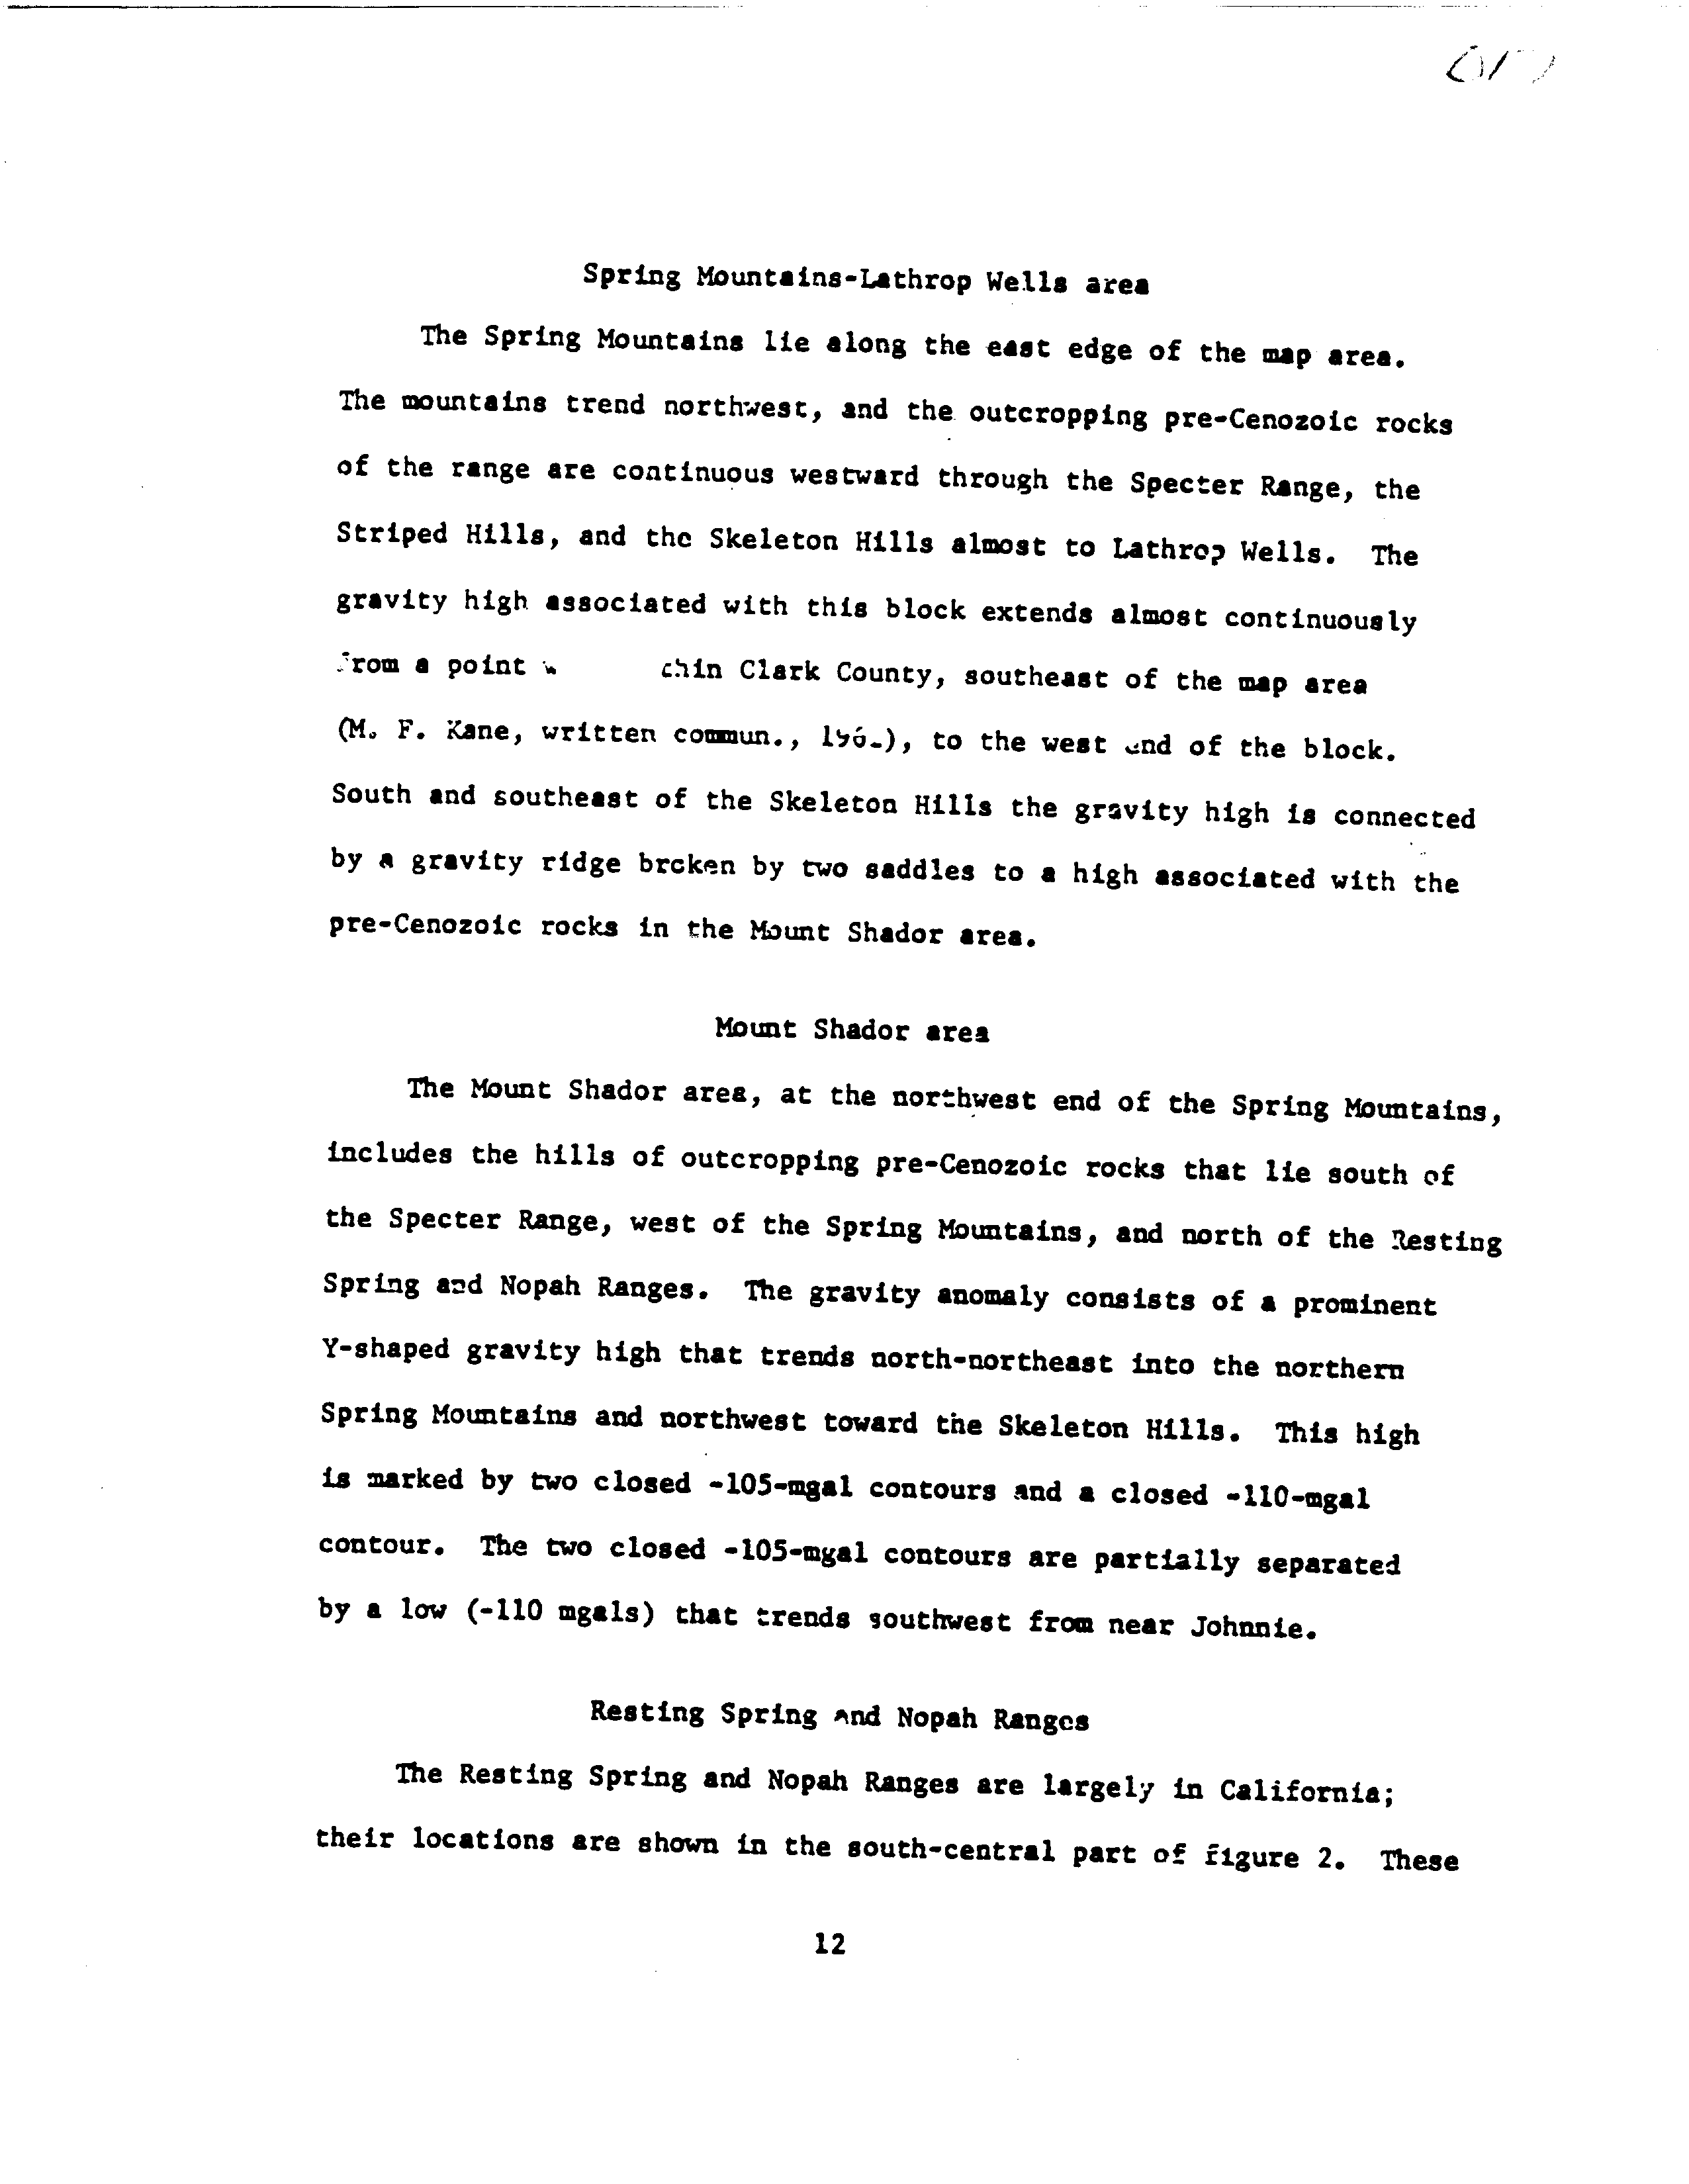 Spring Mountains-Lathrop Wells area
The Spring Mountains lie along the east edge of the map area.
The mountains trend northwest, and the outcropping pre-Cenozoic rocks
of the range are continuous westward through the Specter Range, the
Striped Hills, and the Skeleton Hills almost to Lathrop Wells. The
gravity high associated with this block extends almost continuously
from a point Clark County, southeast of the map area
(M. F. Kane, written commun., to the west end of the block.
South and southeast of the Skeleton Hills the gravity high is connected
by a gravity ridge broken by two saddles to a high associated with the
pre-Cenozoic rocks in the Mount Shador area.
Mount Shador area
The Mount Shador area, at the northwest end of the Spring Mountains,
includes the hills of outcropping pre-Cenozoic rocks that lie south of
the Specter Range, west of the Spring Mountains, and north of the Resting
Spring and Nopah Ranges. The gravity anomaly consists of a prominent
Y-shaped gravity high that trends north-northeast into the northern
Spring Mountains and northwest toward the Skeleton Hills. This high
is marked by two closed -105-mgal contours and a closed -110-mgal
contour. The two closed -105-mgal contours are partially separated
by a low (-110 mgals) that trends southwest from near Johnnie.
Resting Spring and Nopah Ranges
The Resting Spring and Nopah Ranges are largely in California;
their locations are shown in the south-central part of figure 2. These
12